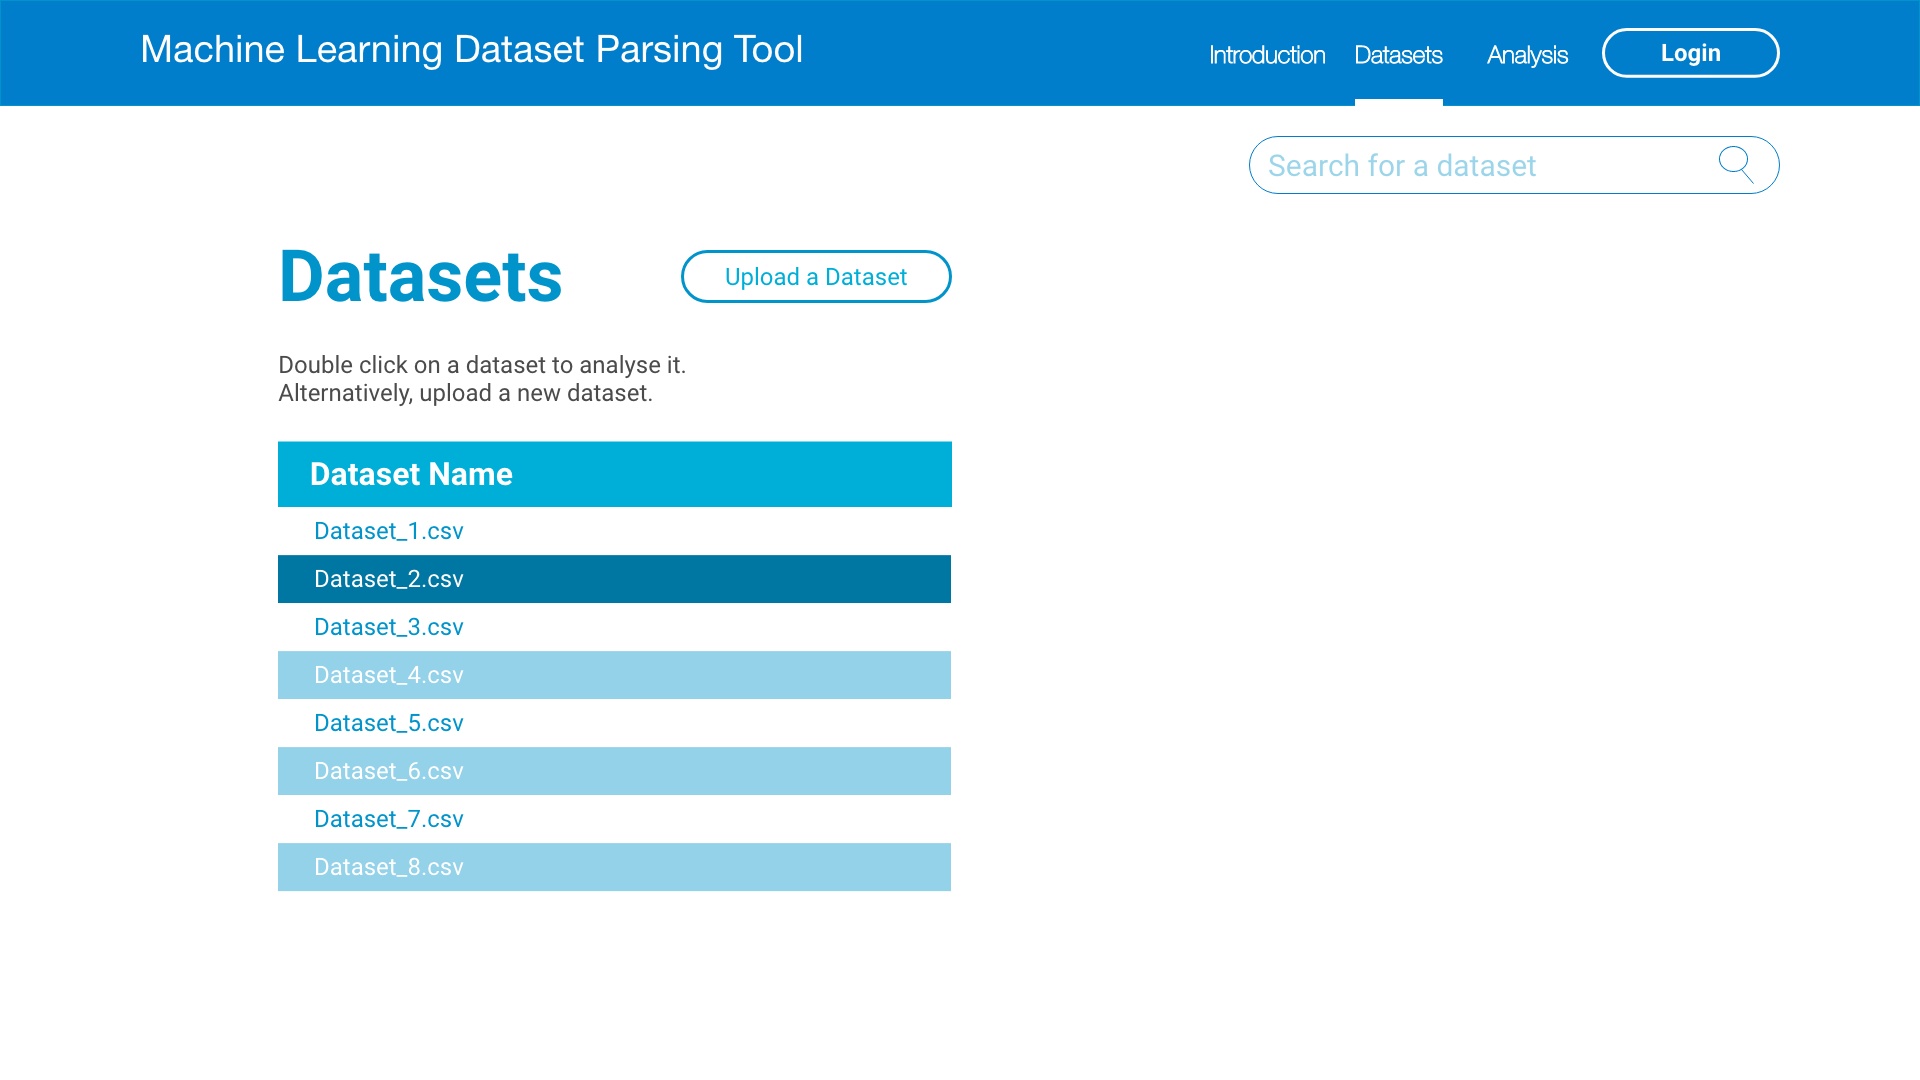 Machine Learning Dataset Parsing Tool
Introduction
Datasets
Analysis
Login
Search for a dataset
Datasets
Upload a Dataset
Double click on a dataset to analyse it.
Alternatively, upload a new dataset.
Dataset Name
Dataset_1.csv
Dataset_2.csv
Dataset_3.csv
Dataset_4.csv
Dataset_5.csv
Dataset_6.csv
Dataset_7.csv
Dataset_8.csv